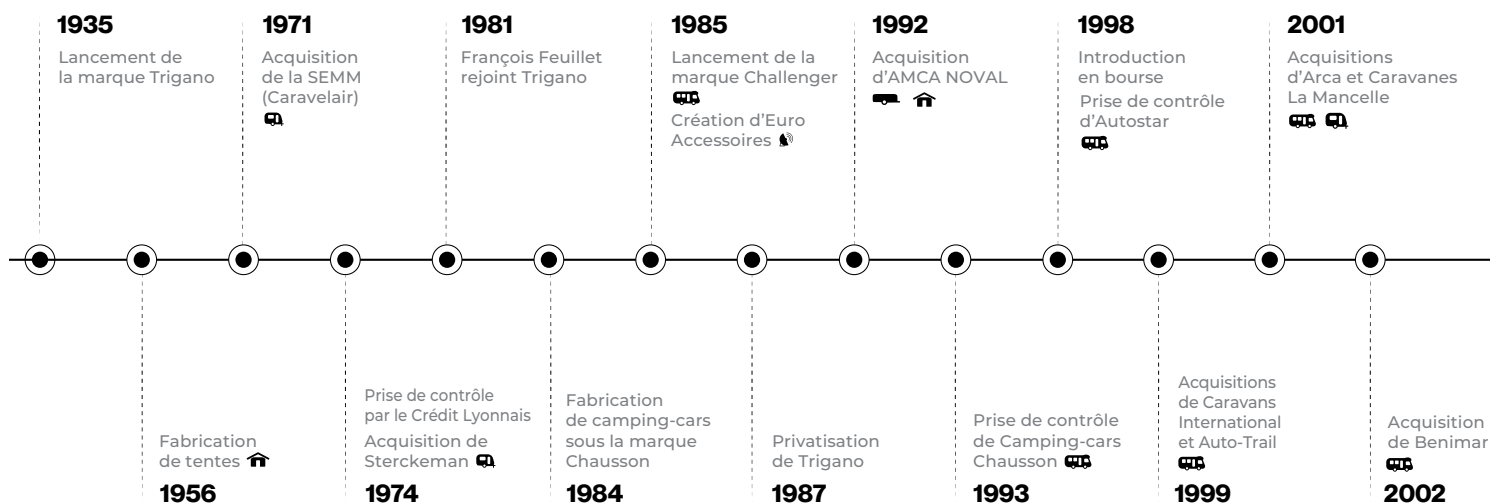 1935
Lancement de
la marque Trigano
1971
Acquisition
de la SEMM
(Caravelair)
1981
François Feuillet
rejoint Trigano
1985
Lancement de la
marque Challenger
Création d'Euro
Accessoires
1992
Acquisition
d'AMCA NOVAL
1998
Introduction
en bourse
Prise de contrôle
d'Autostar
2001
Acquisitions
d'Arca et Caravanes
La Mancelle
Fabrication
de tentes
1956
Prise de contrôle
par le Crédit Lyonnais
Acquisition de
Sterckeman
1974
Fabrication
de camping-cars
sous la marque
Chausson
1984
Privatisation
de Trigano
1987
Prise de contrôle
de Camping-cars
Chausson
1993
Acquisitions
de Caravans
International
et Auto-Trail
1999
Acquisition
de Benimar
2002